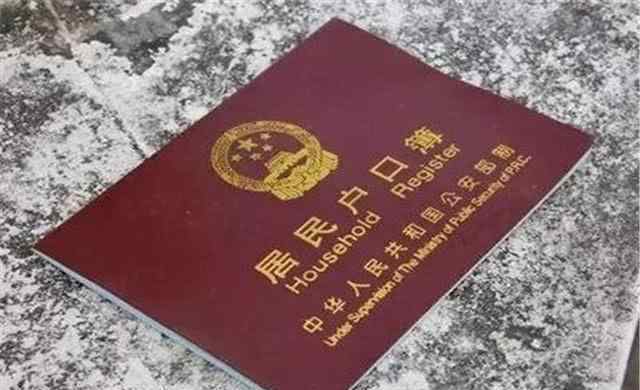 居民户口簿
Household Register
中华人民共和国公安部制
Under Supervision of The Ministry of Public Security of P.R.C.